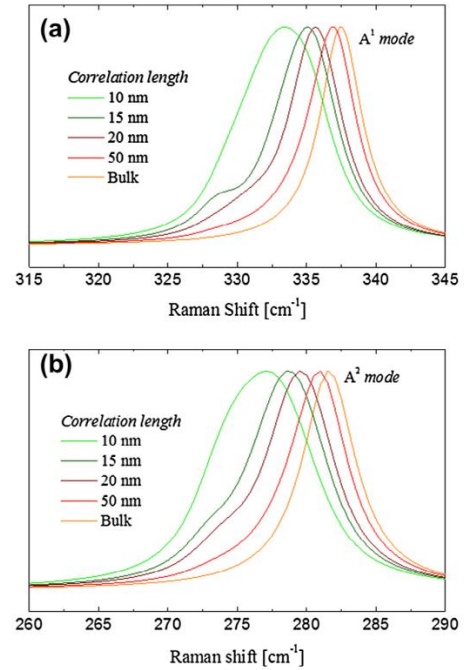 (a)
A¹ mode
Correlation length
10 nm
15 nm
20 nm
50 nm
Bulk
315 320 325 330 335 340 345
Raman Shift [cm⁻¹]
(b)
A² mode
Correlation length
10 nm
15 nm
20 nm
50 nm
Bulk
260 265 270 275 280 285 290
Raman shift [cm⁻¹]